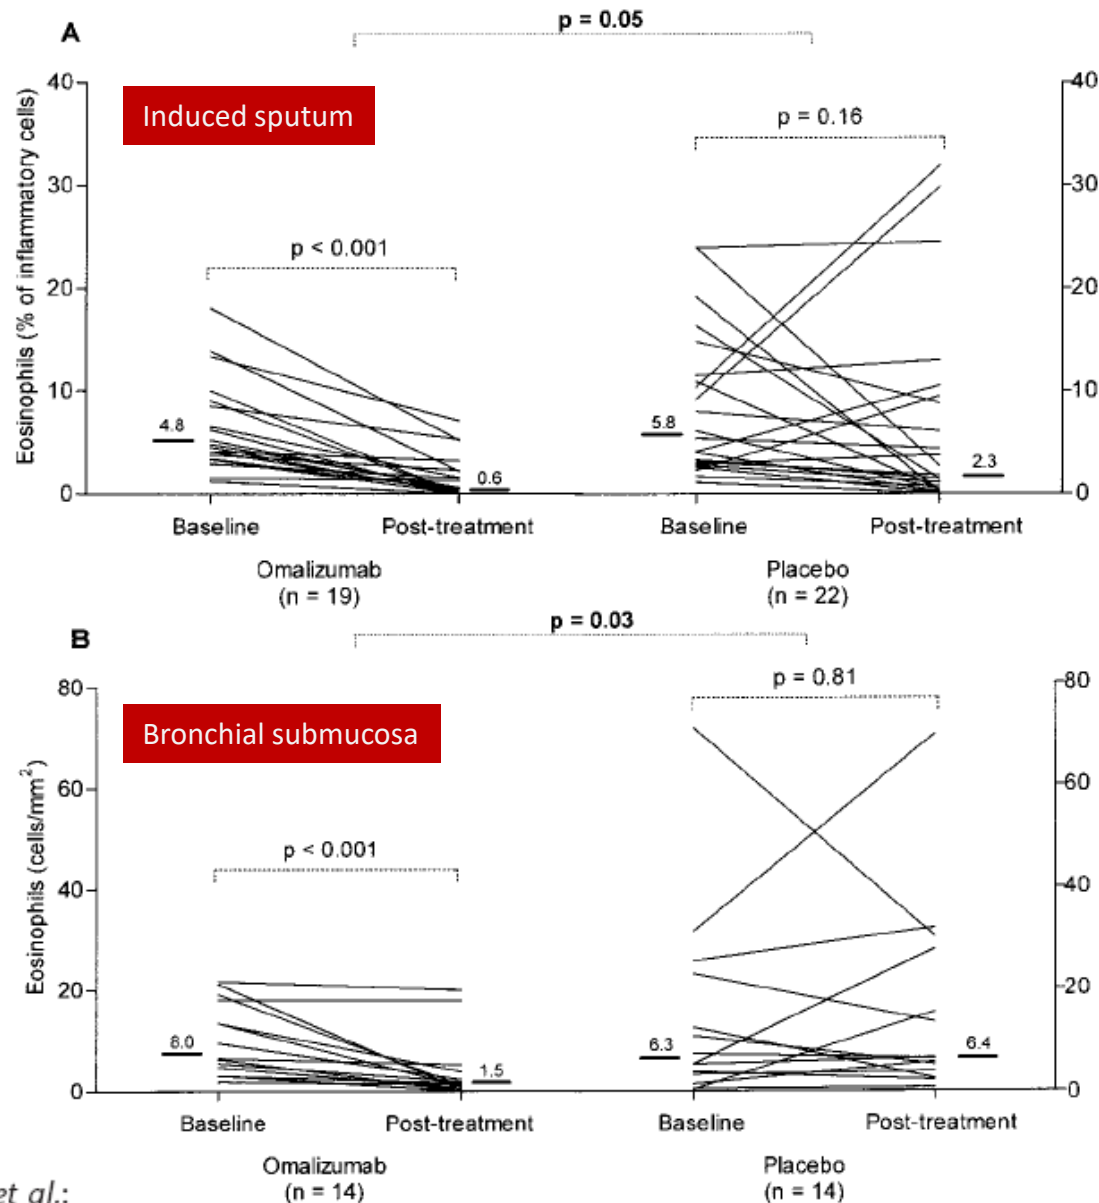 A
p = 0.05
Induced sputum
p = 0.16
p < 0.001
Eosinophils (% of inflammatory cells)
40
30
20
10
0
40
30
20
10
0
4.8
0.6
5.8
2.3
Baseline Post-treatment Baseline Post-treatment
Omalizumab
(n = 19)
Placebo
(n = 22)
B
p = 0.03
Bronchial submucosa
p = 0.81
p < 0.001
Eosinophils (cells/mm²)
80
60
40
20
0
80
60
40
20
0
8.0
1.5
6.3
6.4
Baseline Post-treatment Baseline Post-treatment
Omalizumab
(n = 14)
Placebo
(n = 14)
et al.: